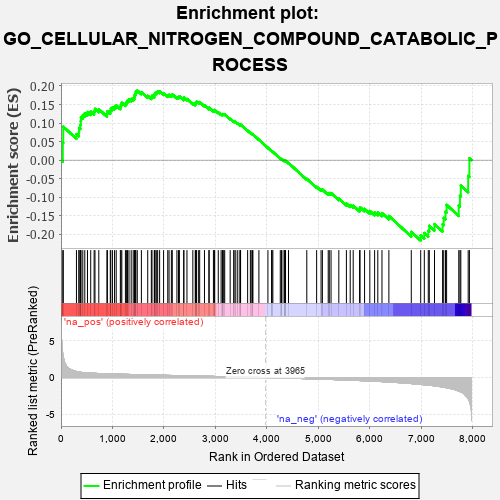 Enrichment plot:
GO_CELLULAR_NITROGEN_COMPOUND_CATABOLIC_P
ROCESS
Enrichment score (ES)
0.20
0.15
0.10
0.05
0.00
-0.05
-0.10
-0.15
-0.20
'na_pos' (positively correlated)
Ranked list metric (PreRanked)
5
0
-5
Zero cross at 3965
'na_neg' (negatively correlated)
0
1,000
2,000
3,000
4,000
5,000
6,000
7,000
8,000
Rank in Ordered Dataset
Enrichment profile
Hits
Ranking metric scores